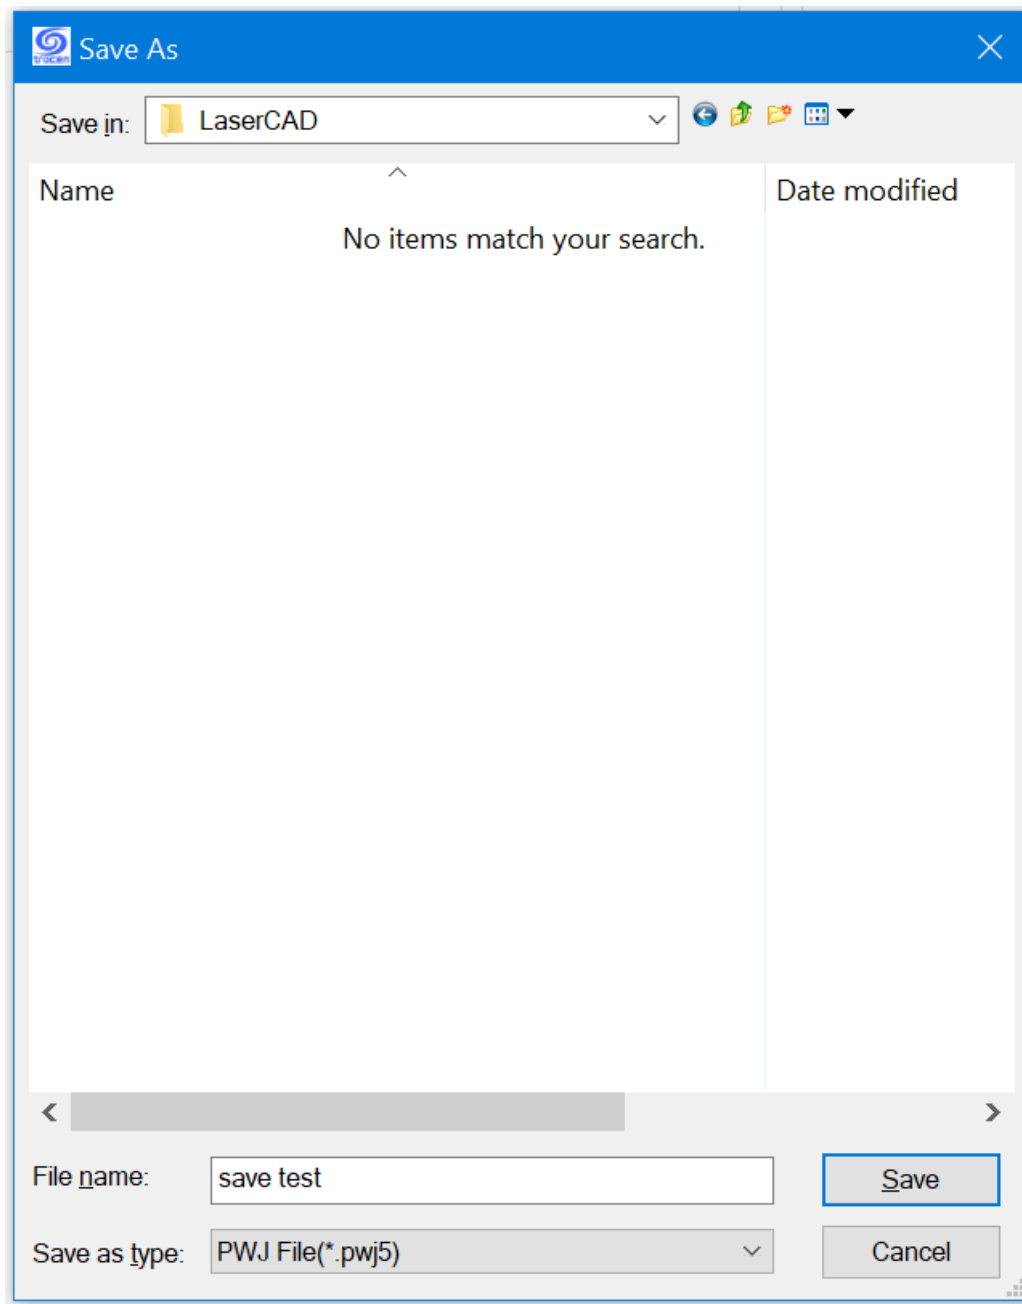 trocen
Save As
Save in:
LaserCAD
Name
Date modified
No items match your search.
File name:
save test
Save
Save as type:
PWJ File(*.pwj5)
Cancel